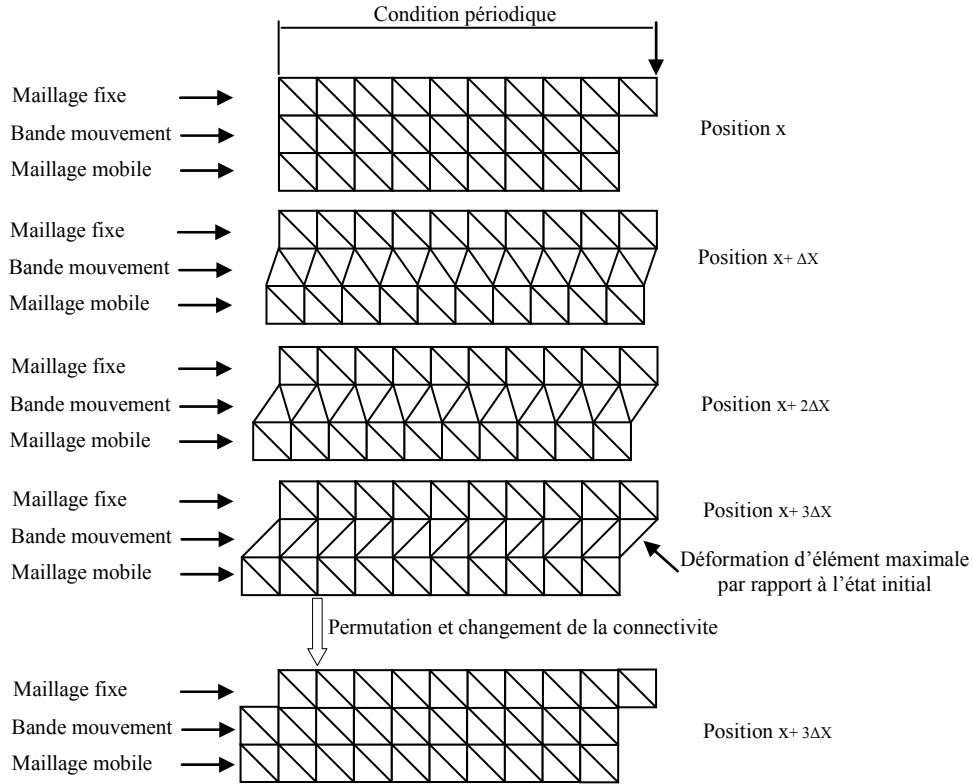 Condition périodique
Maillage fixe
Bande mouvement
Maillage mobile
Position x
Maillage fixe
Bande mouvement
Maillage mobile
Position x+ ΔX
Maillage fixe
Bande mouvement
Maillage mobile
Position x+ 2ΔX
Maillage fixe
Bande mouvement
Maillage mobile
Position x+ 3ΔX
Déformation d’élément maximale
par rapport à l’état initial
Permutation et changement de la connectivite
Maillage fixe
Bande mouvement
Maillage mobile
Position x+ 3ΔX